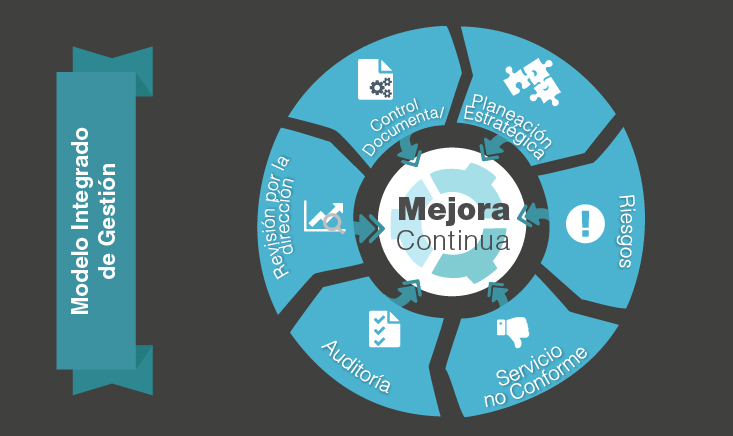 Modelo Integrado
de Gestión
Control
Documental
Planeación
Estratégica
Riesgos
Servicio
no Conforme
Auditoría
Revisión por la
dirección
Mejora
Continua